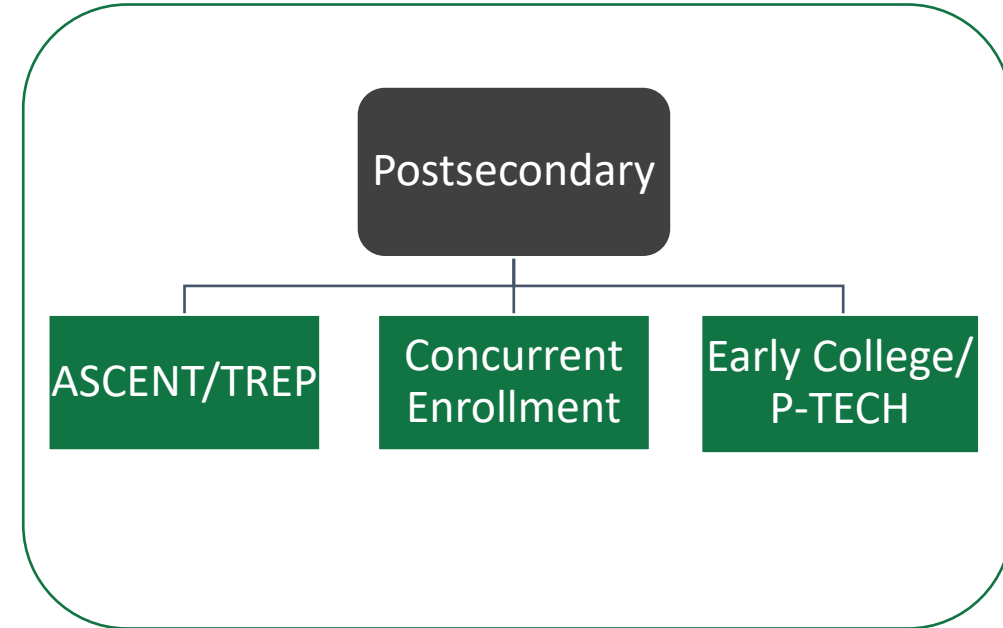 Postsecondary
ASCENT/TREP
Concurrent
Enrollment
Early College/
P-TECH